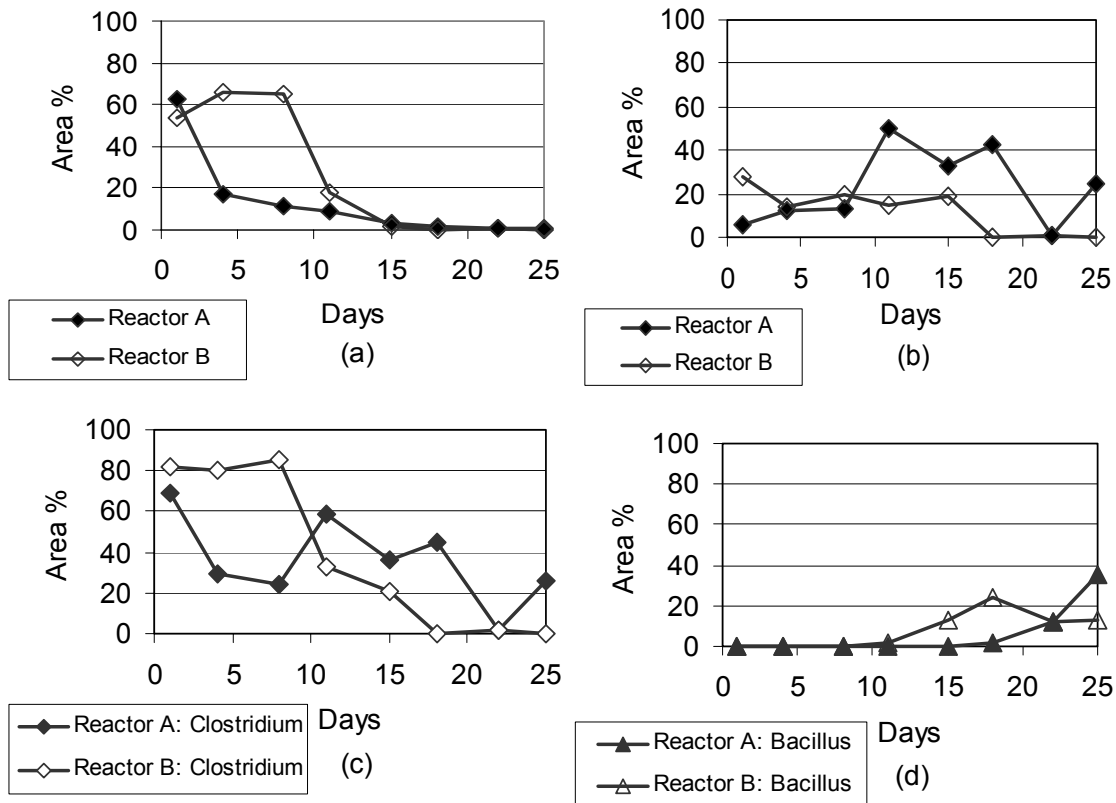 100
80
60
40
20
0
Area %
0 5 10 15 20 25
Days
Reactor A
Reactor B
(a)
100
80
60
40
20
0
Area %
0 5 10 15 20 25
Days
Reactor A
Reactor B
(b)
100
80
60
40
20
0
Area %
0 5 10 15 20 25
Days
Reactor A: Clostridium
Reactor B: Clostridium
(c)
100
80
60
40
20
0
Area %
0 5 10 15 20 25
Days
Reactor A: Bacillus
Reactor B: Bacillus
(d)